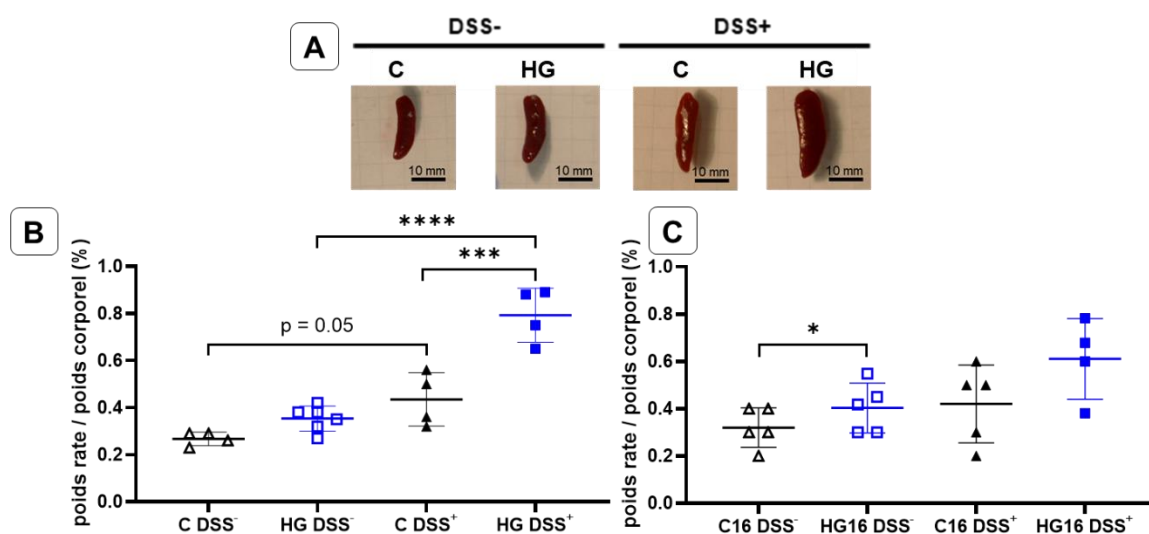 A
DSS-
DSS+
C
HG
C
HG
10 mm
10 mm
10 mm
10 mm
B
poids rate / poids corporel (%)
1.0
0.8
0.6
0.4
0.2
0.0
****
***
p = 0.05
C DSS⁻
HG DSS⁻
C DSS⁺
HG DSS⁺
C
poids rate / poids corporel (%)
1.0
0.8
0.6
0.4
0.2
0.0
*
C16 DSS⁻
HG16 DSS⁻
C16 DSS⁺
HG16 DSS⁺